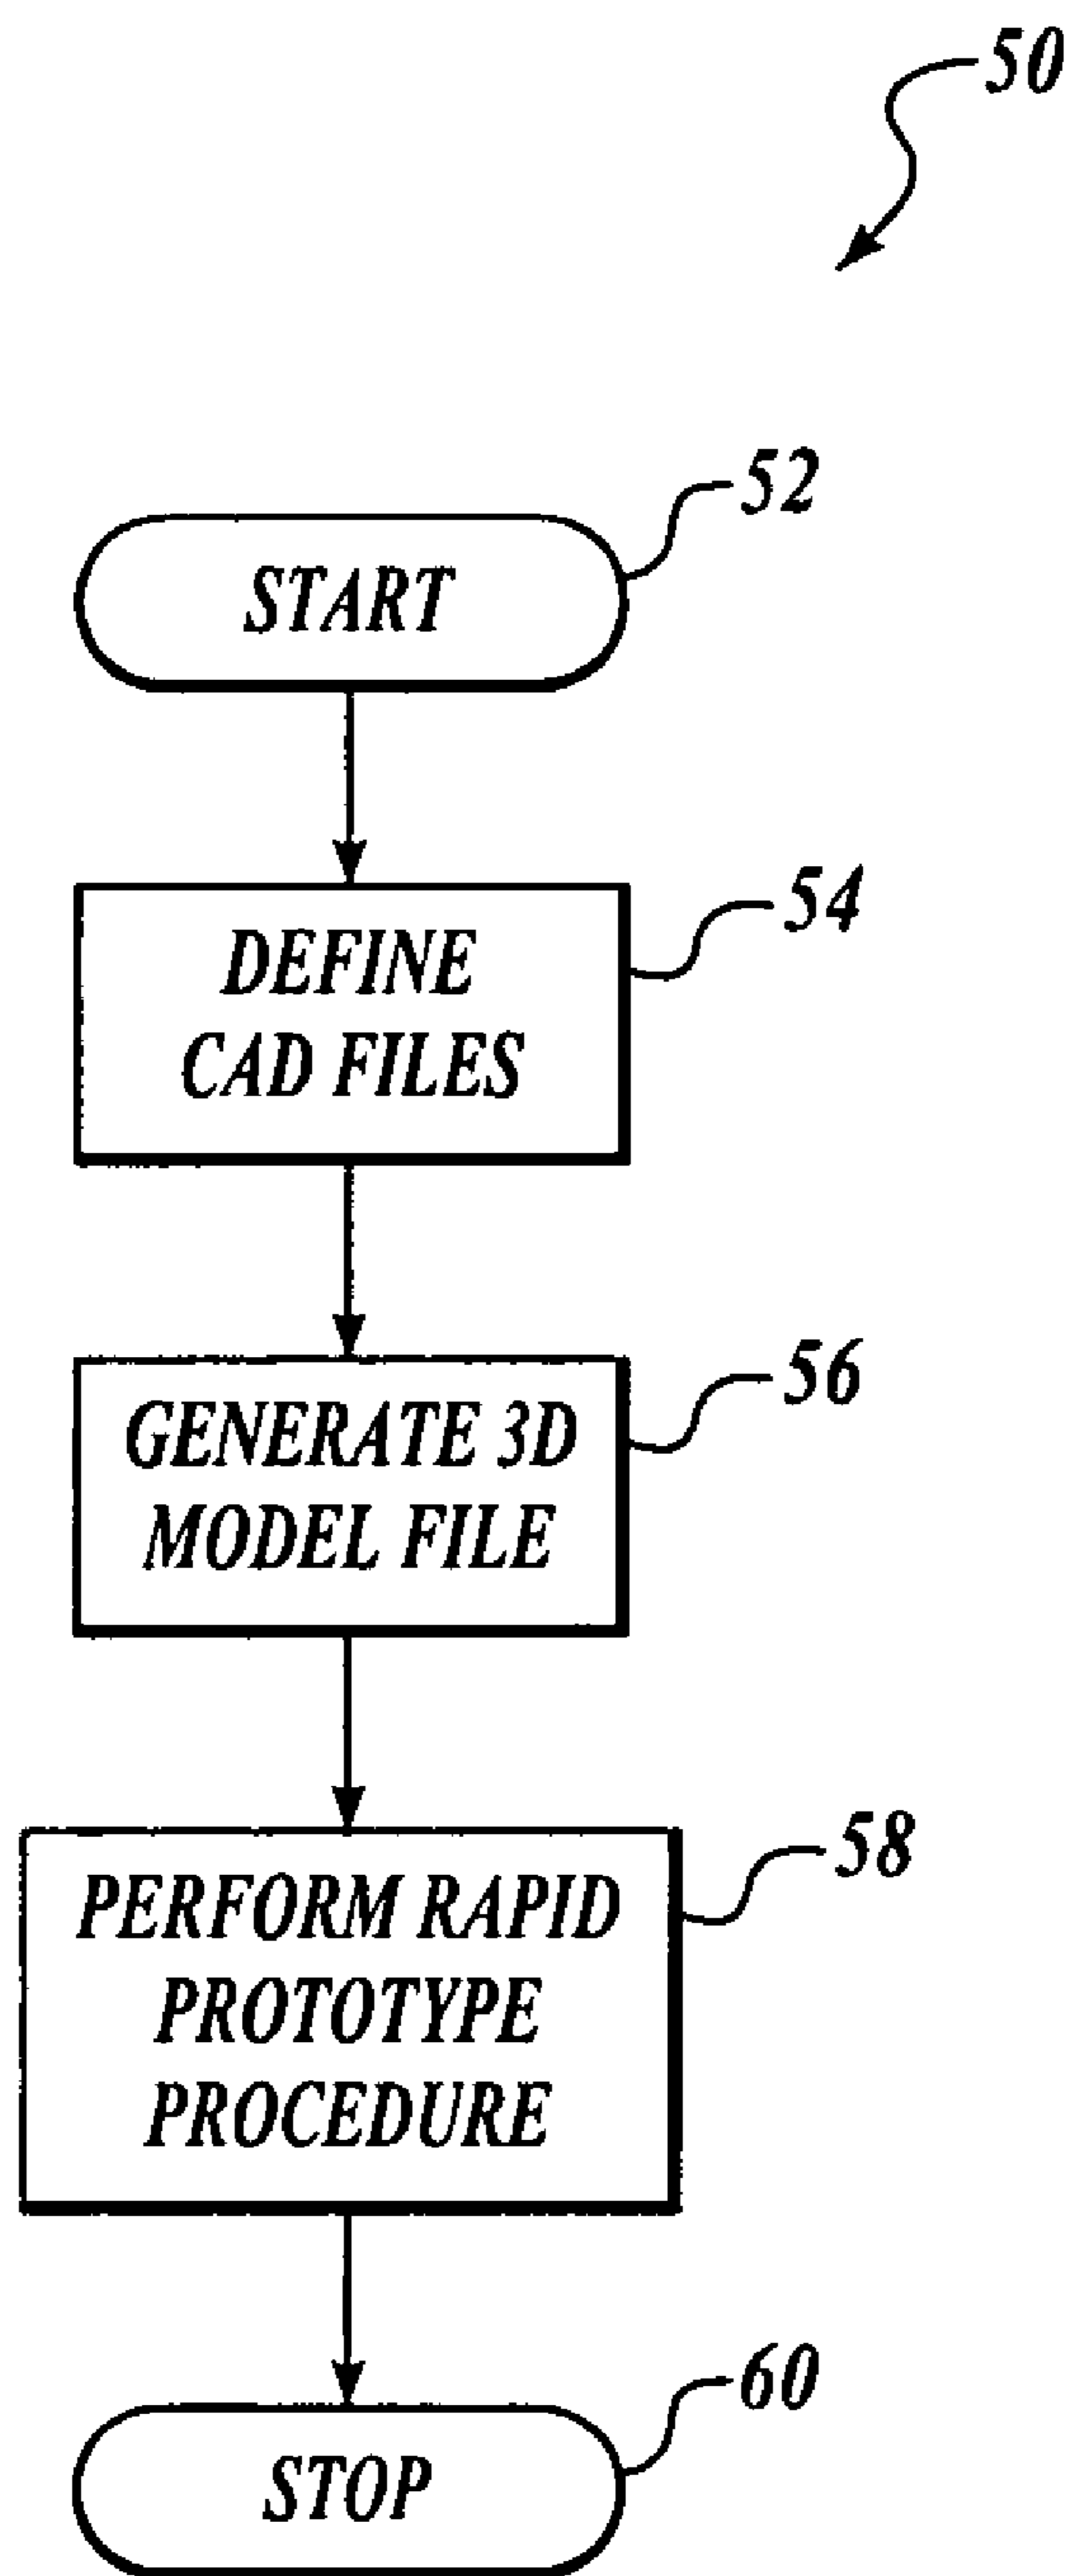 50
52
START
54
DEFINE
CAD FILES
56
GENERATE 3D
MODEL FILE
58
PERFORM RAPID
PROTOTYPE
PROCEDURE
60
STOP